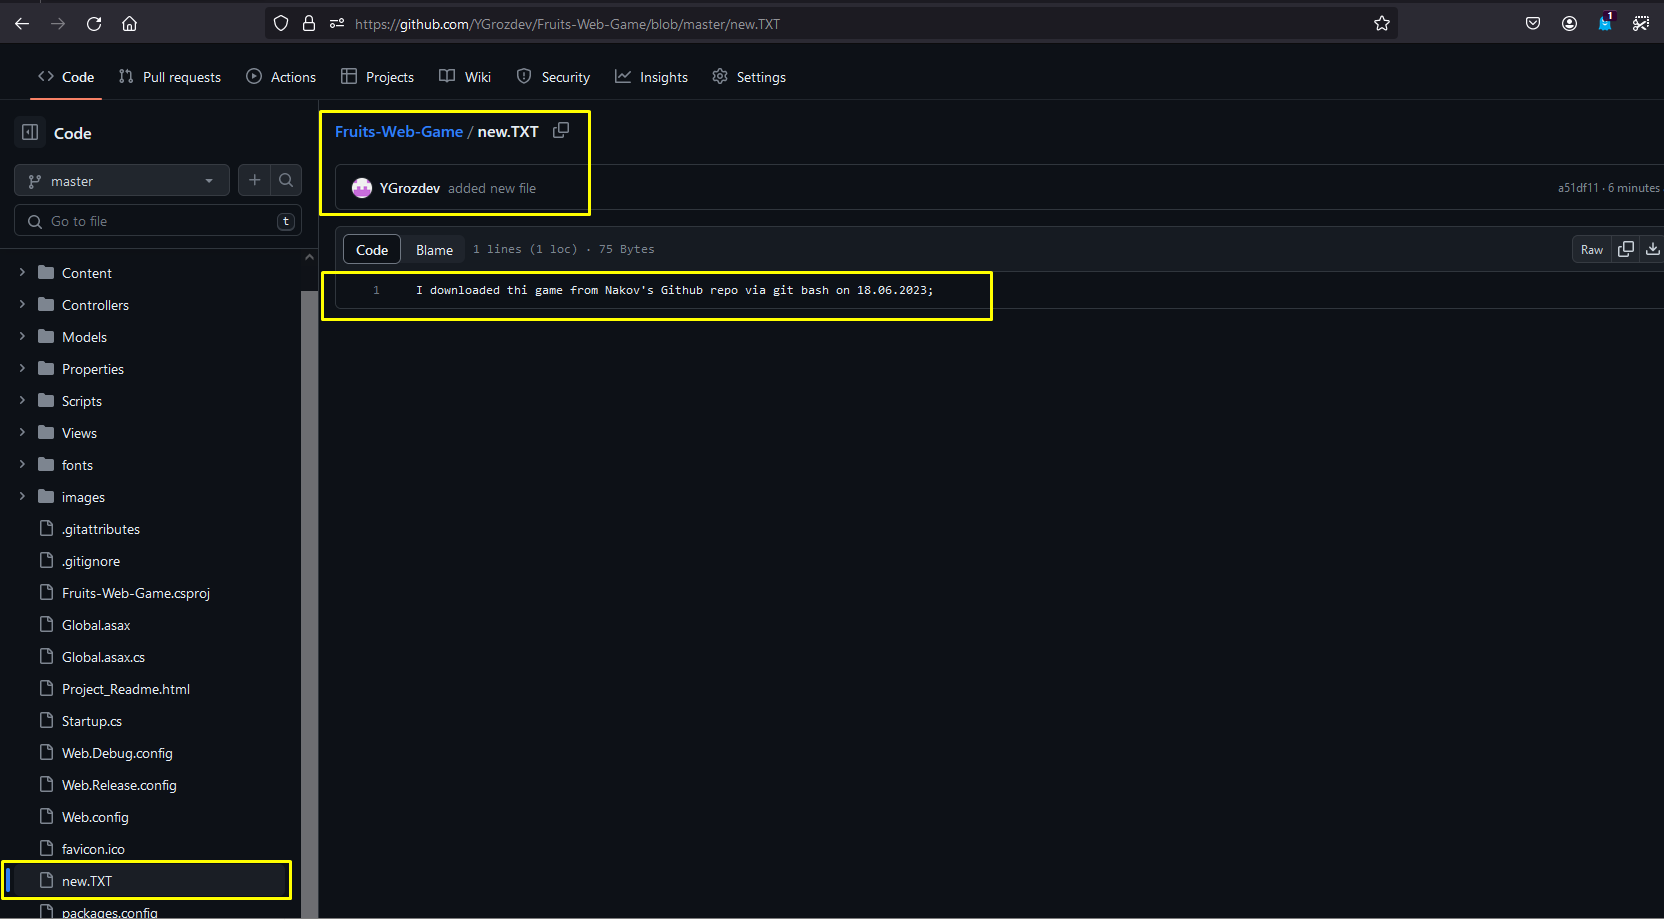 https://github.com/YGrozdev/Fruits-Web-Game/blob/master/new.TXT
1
Code
Pull requests
Actions
Projects
Wiki
Security
Insights
Settings
Code
master
Go to file
t
Content
Controllers
Models
Properties
Scripts
Views
fonts
images
.gitattributes
.gitignore
Fruits-Web-Game.csproj
Global.asax
Global.asax.cs
Project_Readme.html
Startup.cs
Web.Debug.config
Web.Release.config
Web.config
favicon.ico
new.TXT
packages.config
Fruits-Web-Game / new.TXT
YGrozdev added new file
a51df11 · 6 minutes
Code Blame 1 lines (1 loc) · 75 Bytes
Raw
1 I downloaded thi game from Nakov's Github repo via git bash on 18.06.2023;